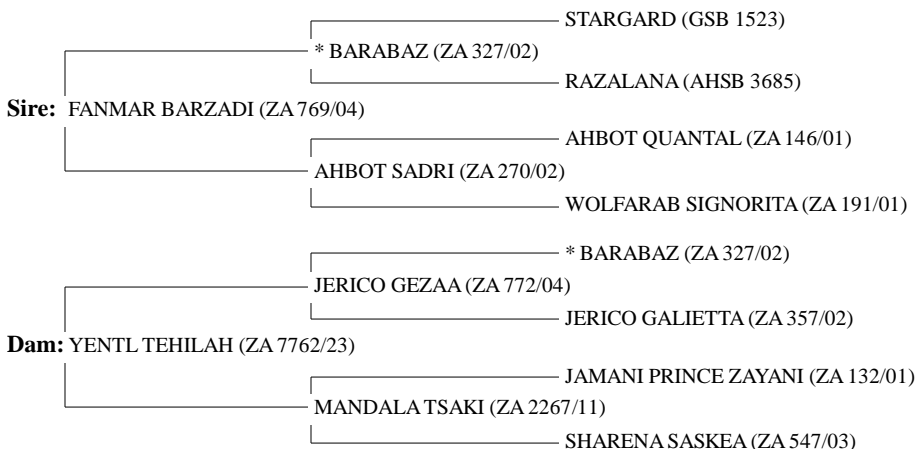 STARGARD (GSB 1523)
* BARABAZ (ZA 327/02)
RAZALANA (AHSB 3685)
Sire: FANMAR BARZADI (ZA 769/04)
AHBOT QUANTAL (ZA 146/01)
AHBOT SADRI (ZA 270/02)
WOLFARAB SIGNORITA (ZA 191/01)
* BARABAZ (ZA 327/02)
JERICO GEZAA (ZA 772/04)
JERICO GALIETTA (ZA 357/02)
Dam: YENTL TEHILAH (ZA 7762/23)
JAMANI PRINCE ZAYANI (ZA 132/01)
MANDALA TSAKI (ZA 2267/11)
SHARENA SASKEA (ZA 547/03)